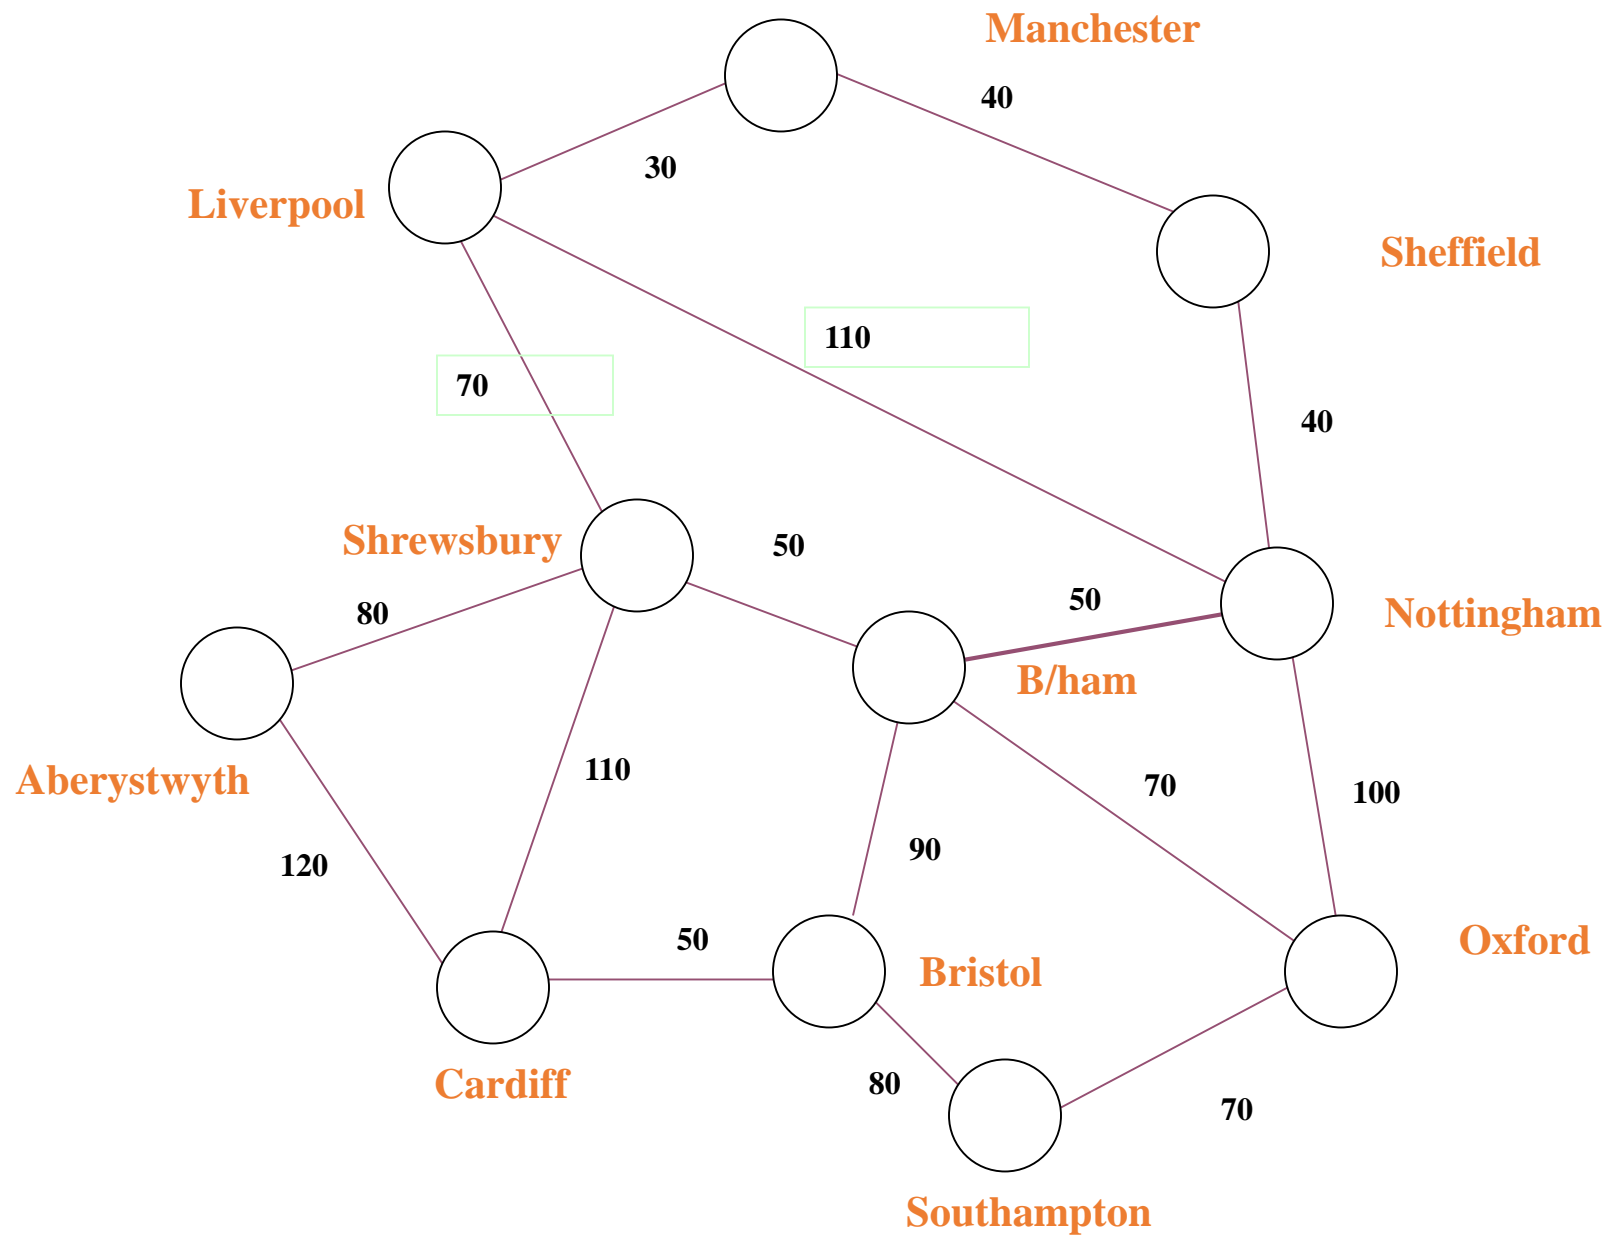 Manchester
40
30
Liverpool
Sheffield
110
70
40
Shrewsbury
50
50
80
Nottingham
B/ham
Aberystwyth
110
70
100
90
120
50
Oxford
Bristol
Cardiff
80
70
Southampton